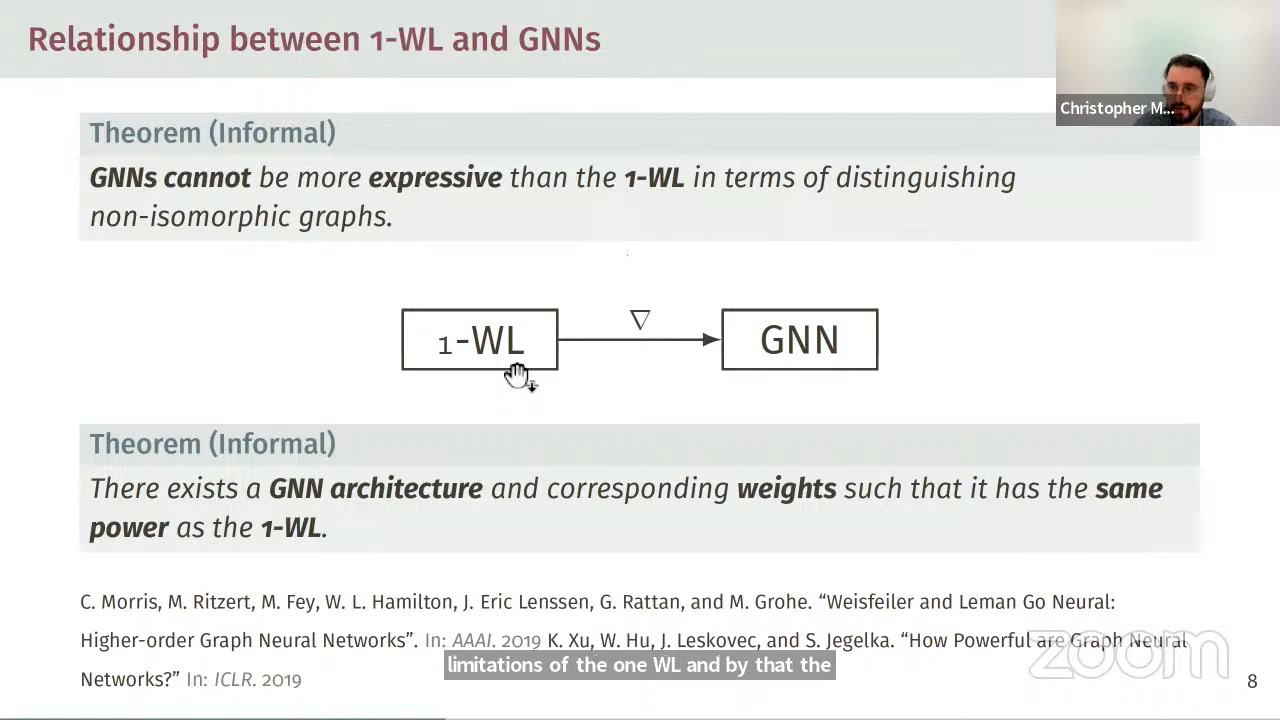 Relationship between 1-WL and GNNs
Christopher M...
Theorem (Informal)
GNNs cannot be more expressive than the 1-WL in terms of distinguishing
non-isomorphic graphs.
1-WL
▽
GNN
Theorem (Informal)
There exists a GNN architecture and corresponding weights such that it has the same
power as the 1-WL.
C. Morris, M. Ritzert, M. Fey, W. L. Hamilton, J. Eric Lenssen, G. Rattan, and M. Grohe. “Weisfeiler and Leman Go Neural:
Higher-order Graph Neural Networks”. In: AAAI. 2019 K. Xu, W. Hu, J. Leskovec, and S. Jegelka. “How Powerful are Graph Neural
Networks?” In: ICLR. 2019
limitations of the one WL and by that the
zoom
8